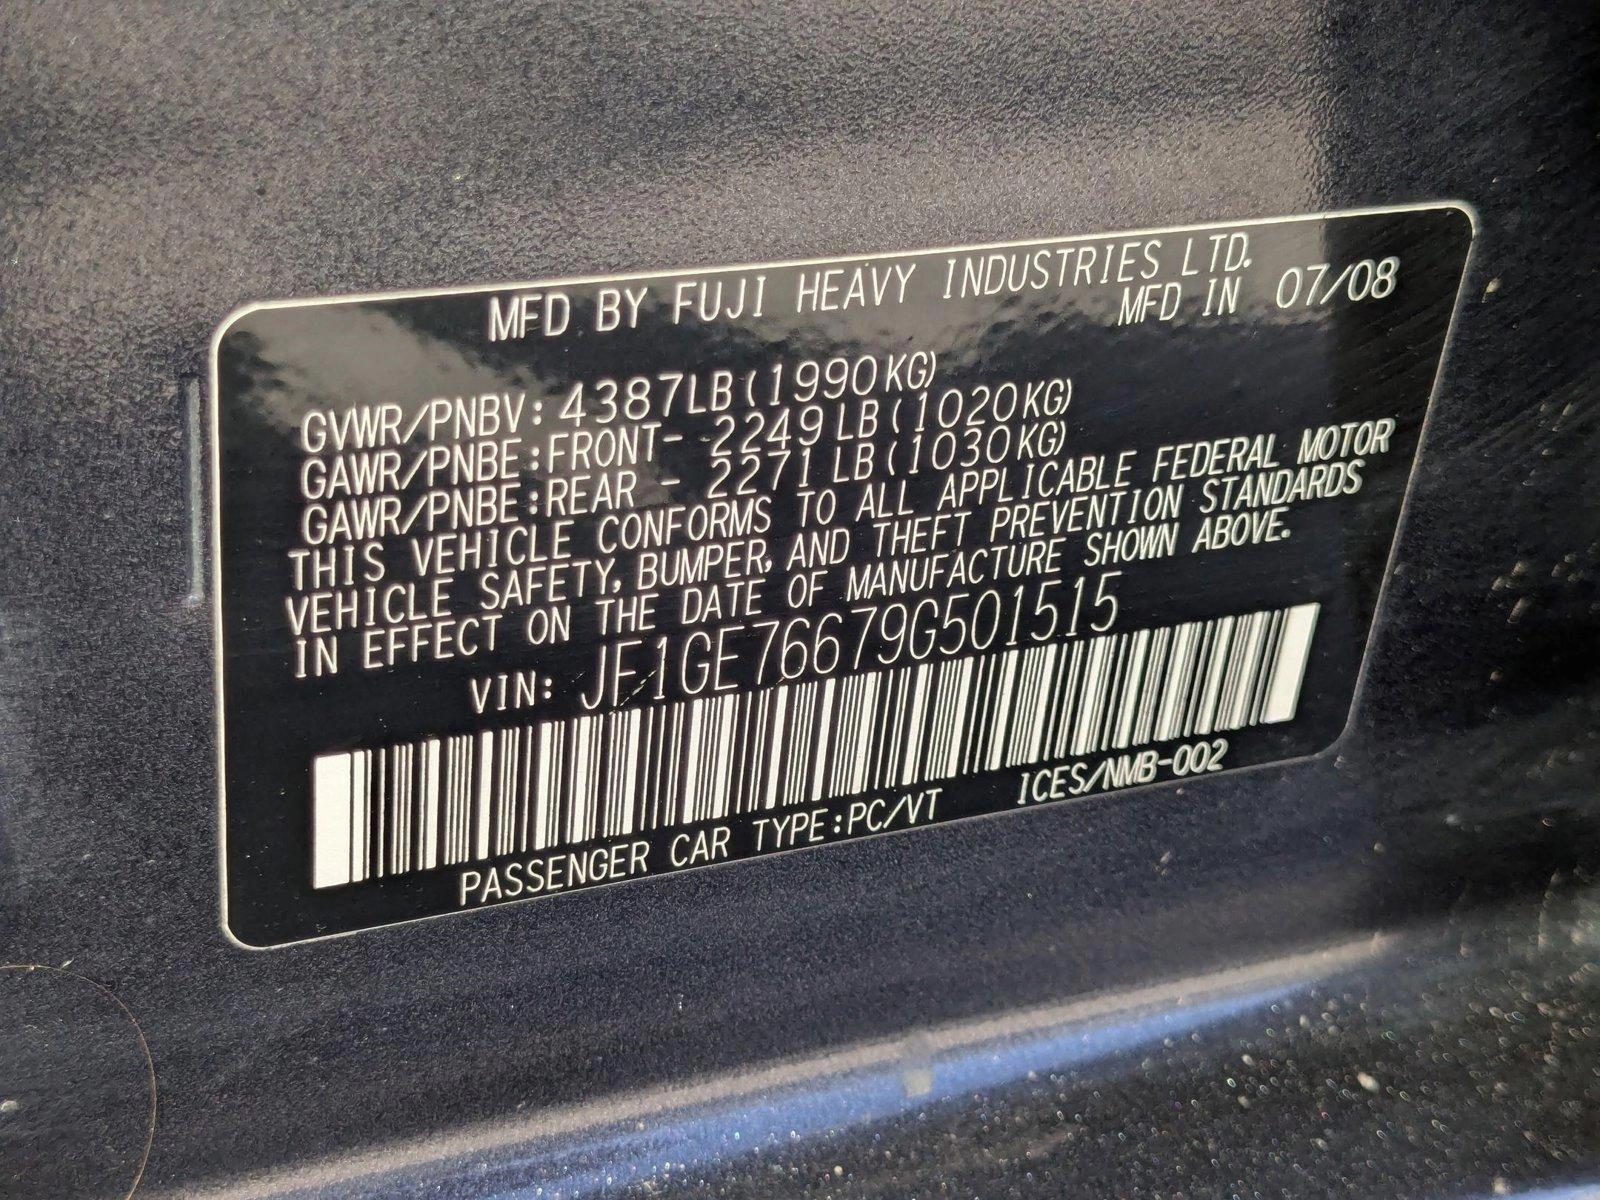 MFD BY FUJI HEAVY INDUSTRIES LTD.
MFD IN 07/08
GVWR/PNBV: 4387LB(1990KG)
GAWR/PNBE:FRONT- 2249LB(1020KG)
GAWR/PNBE:REAR - 2271LB(1030KG)
THIS VEHICLE CONFORMS TO ALL APPLICABLE FEDERAL MOTOR
VEHICLE SAFETY, BUMPER, AND THEFT PREVENTION STANDARDS
IN EFFECT ON THE DATE OF MANUFACTURE SHOWN ABOVE.
VIN: JF1GE76679G501515
PASSENGER CAR TYPE:PC/VT ICES/NMB-002